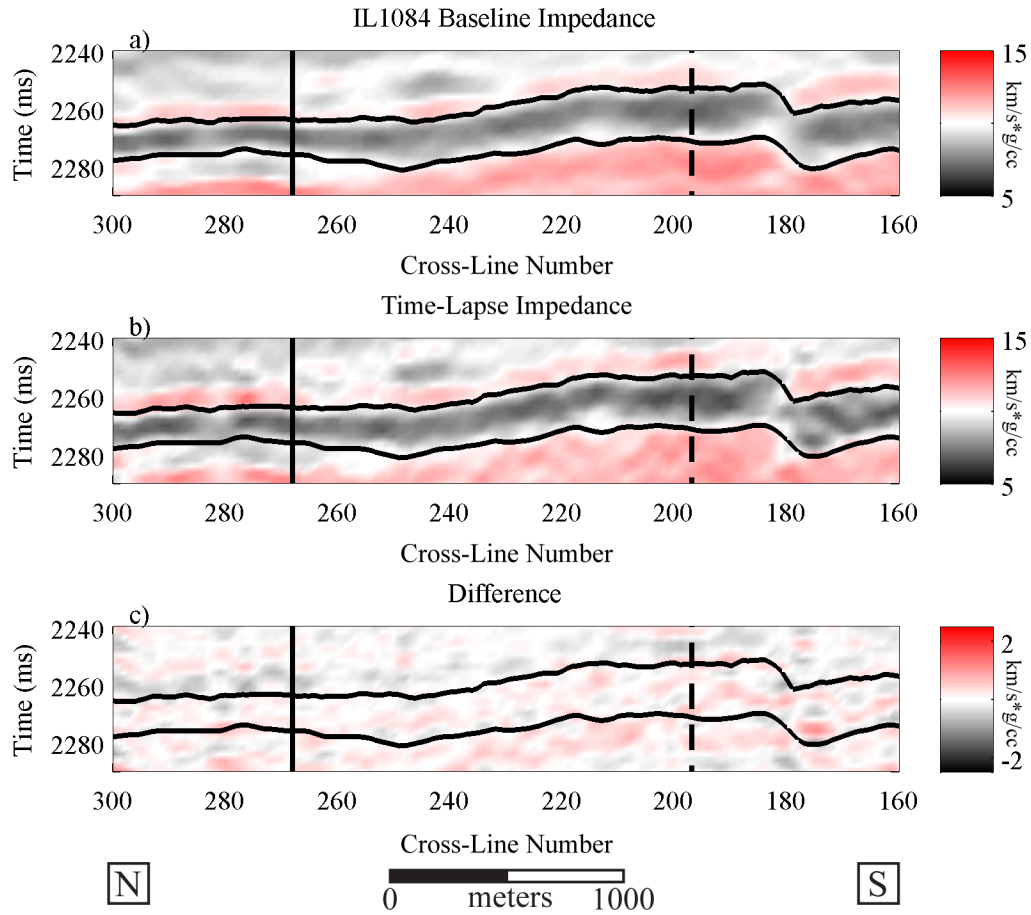 IL1084 Baseline Impedance
a)
Time (ms)
2240
2260
2280
300 280 260 240 220 200 180 160
Cross-Line Number
15
km/s*g/cc
5
Time-Lapse Impedance
b)
Time (ms)
2240
2260
2280
300 280 260 240 220 200 180 160
Cross-Line Number
15
km/s*g/cc
5
Difference
c)
Time (ms)
2240
2260
2280
300 280 260 240 220 200 180 160
Cross-Line Number
2
km/s*g/cc
-2
N
0 meters 1000
S